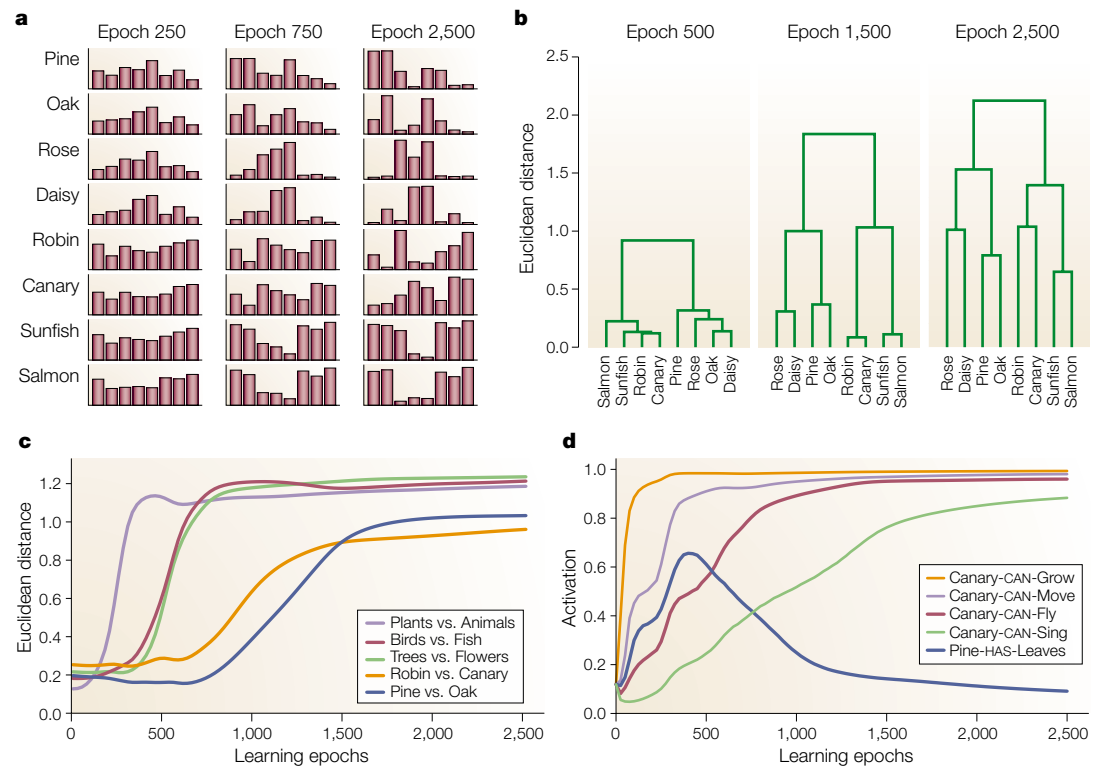 a
Epoch 250 Epoch 750 Epoch 2,500
Pine
Oak
Rose
Daisy
Robin
Canary
Sunfish
Salmon
b
Epoch 500 Epoch 1,500 Epoch 2,500
Euclidean distance
2.5
2.0
1.5
1.0
0.5
0.0
Salmon Sunfish Robin Canary Pine Rose Oak Daisy
Rose Daisy Pine Oak Robin Canary Sunfish Salmon
Rose Daisy Pine Oak Robin Canary Sunfish Salmon
c
Euclidean distance
1.2
1.0
0.8
0.6
0.4
0.2
0.0
Plants vs. Animals
Birds vs. Fish
Trees vs. Flowers
Robin vs. Canary
Pine vs. Oak
0 500 1,000 1,500 2,000 2,500
Learning epochs
d
Activation
1.0
0.8
0.6
0.4
0.2
0.0
Canary-CAN-Grow
Canary-CAN-Move
Canary-CAN-Fly
Canary-CAN-Sing
Pine-HAS-Leaves
0 500 1,000 1,500 2,000 2,500
Learning epochs